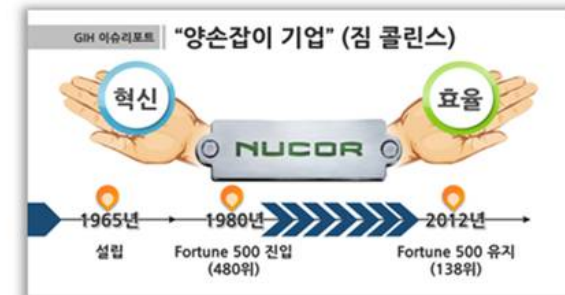 GIH 이슈리포트 "양손잡이 기업" (짐 콜린스)
혁신
효율
NUCOR
1965년
1980년
2012년
설립
Fortune 500 진입
(480위)
Fortune 500 유지
(138위)